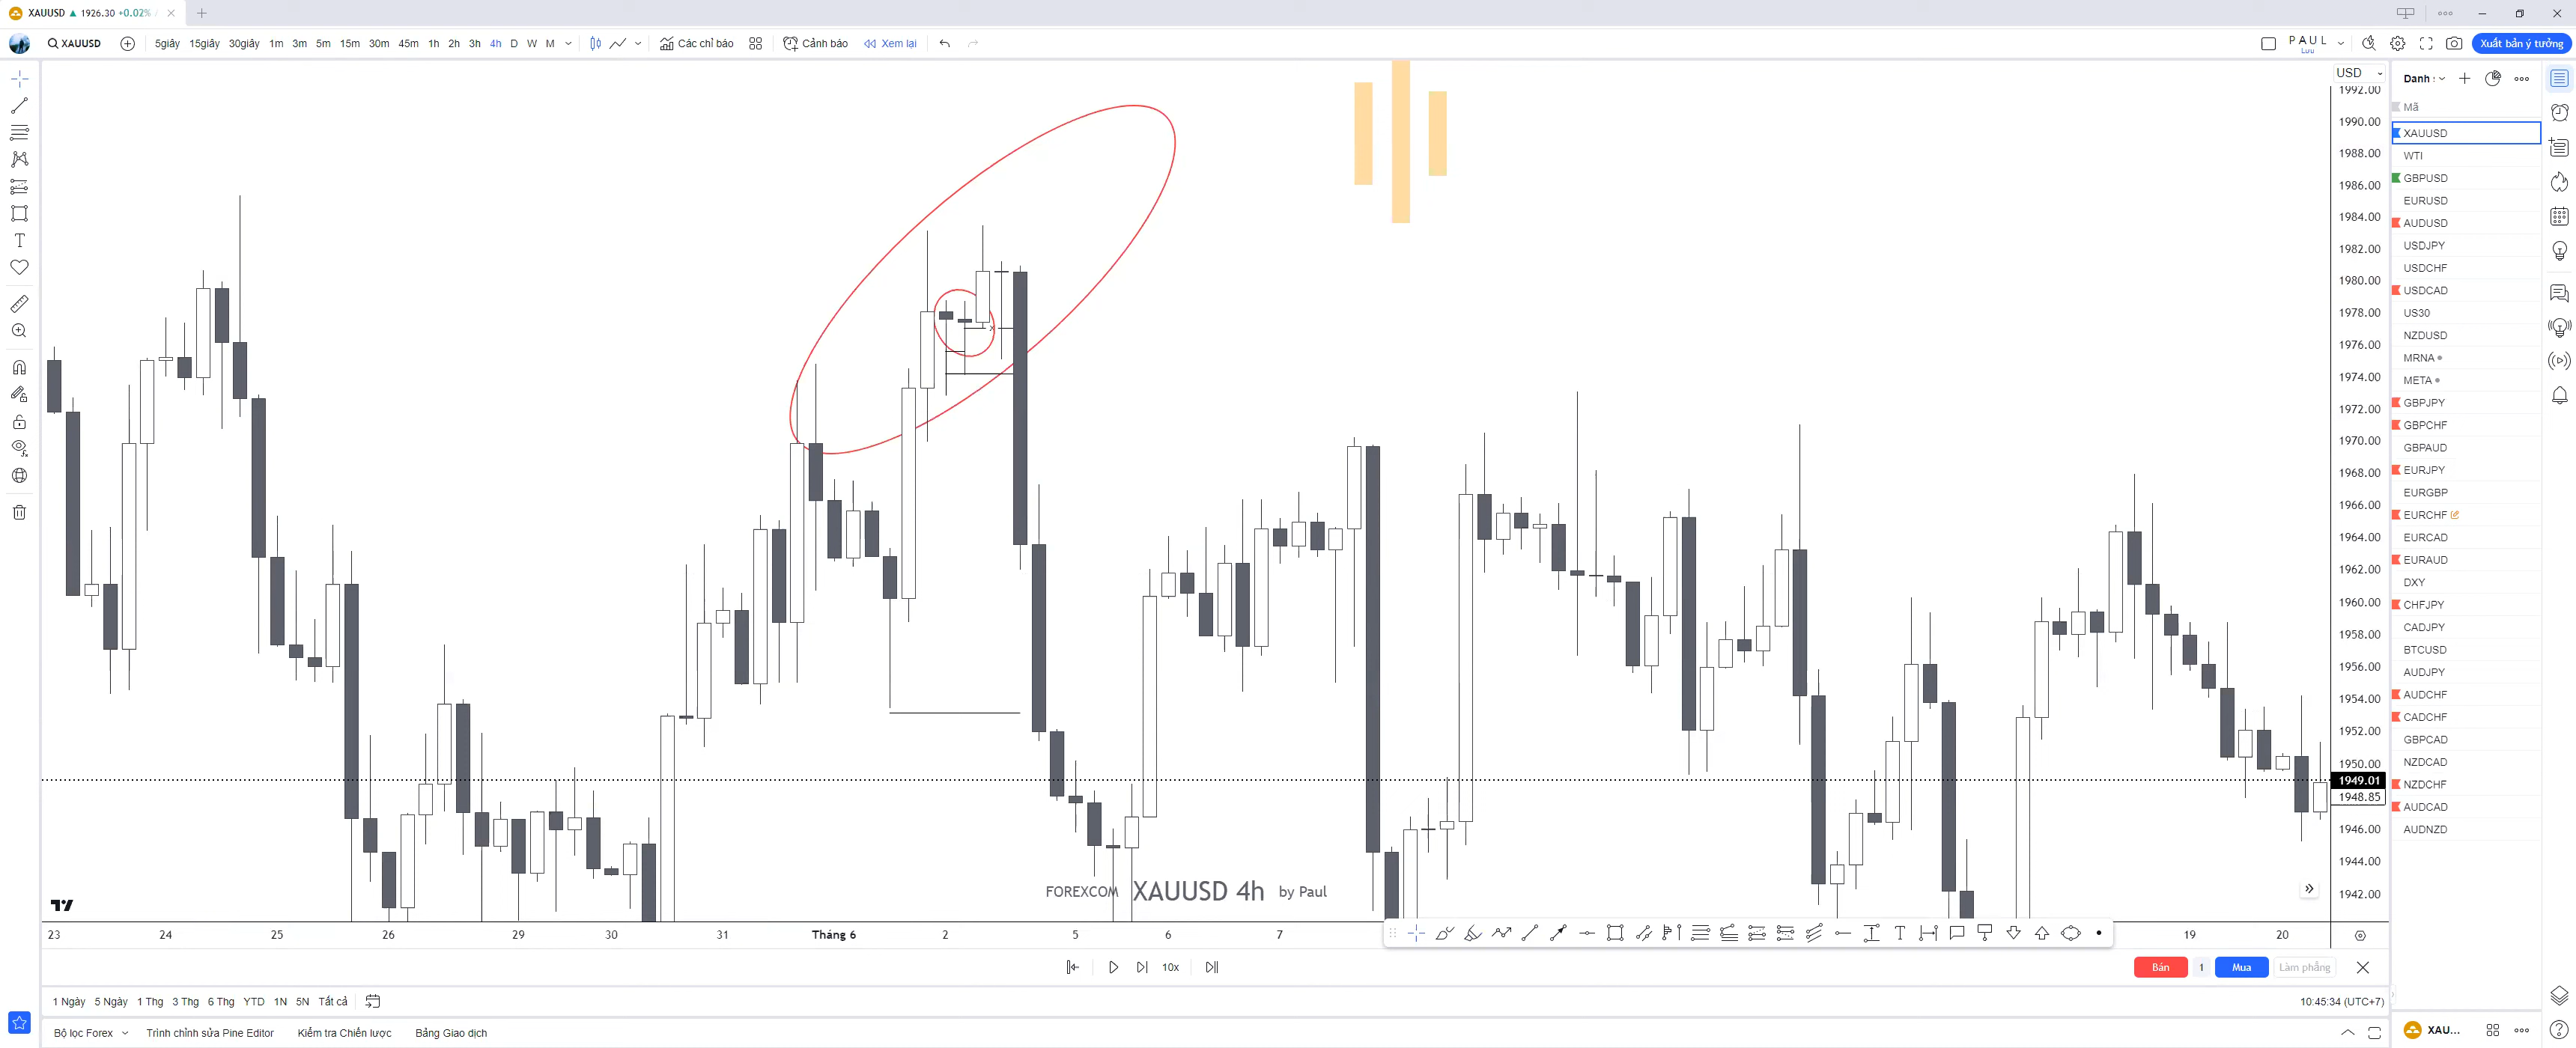 XAUUSD ▲ 1926.30 +0.02%
XAUUSD 5giây 15giây 30giây 1m 3m 5m 15m 30m 45m 1h 2h 3h 4h D W M Các chỉ báo Cảnh báo Xem lại PAUL Lưu Xuất bản ý tưởng
USD
1992.00
1990.00
1988.00
1986.00
1984.00
1982.00
1980.00
1978.00
1976.00
1974.00
1972.00
1970.00
1968.00
1966.00
1964.00
1962.00
1960.00
1958.00
1956.00
1954.00
1952.00
1950.00
1949.01
1948.85
1946.00
1944.00
1942.00
Danh
Mã
XAUUSD
WTI
GBPUSD
EURUSD
AUDUSD
USDJPY
USDCHF
USDCAD
US30
NZDUSD
MRNA
META
GBPJPY
GBPCHF
GBPAUD
EURJPY
EURGBP
EURCHF
EURCAD
EURAUD
DXY
CHFJPY
CADJPY
BTCUSD
AUDJPY
AUDCHF
CADCHF
GBPCAD
NZDCAD
NZDCHF
AUDCAD
AUDNZD
FOREXCOM XAUUSD 4h by Paul
23 24 25 26 29 30 31 Tháng 6 2 5 6 7 19 20
10x Bán 1 Mua Làm phẳng
1 Ngày 5 Ngày 1 Thg 3 Thg 6 Thg YTD 1N 5N Tất cả 10:45:34 (UTC+7)
Bộ lọc Forex Trình chỉnh sửa Pine Editor Kiểm tra Chiến lược Bảng Giao dịch XAU...